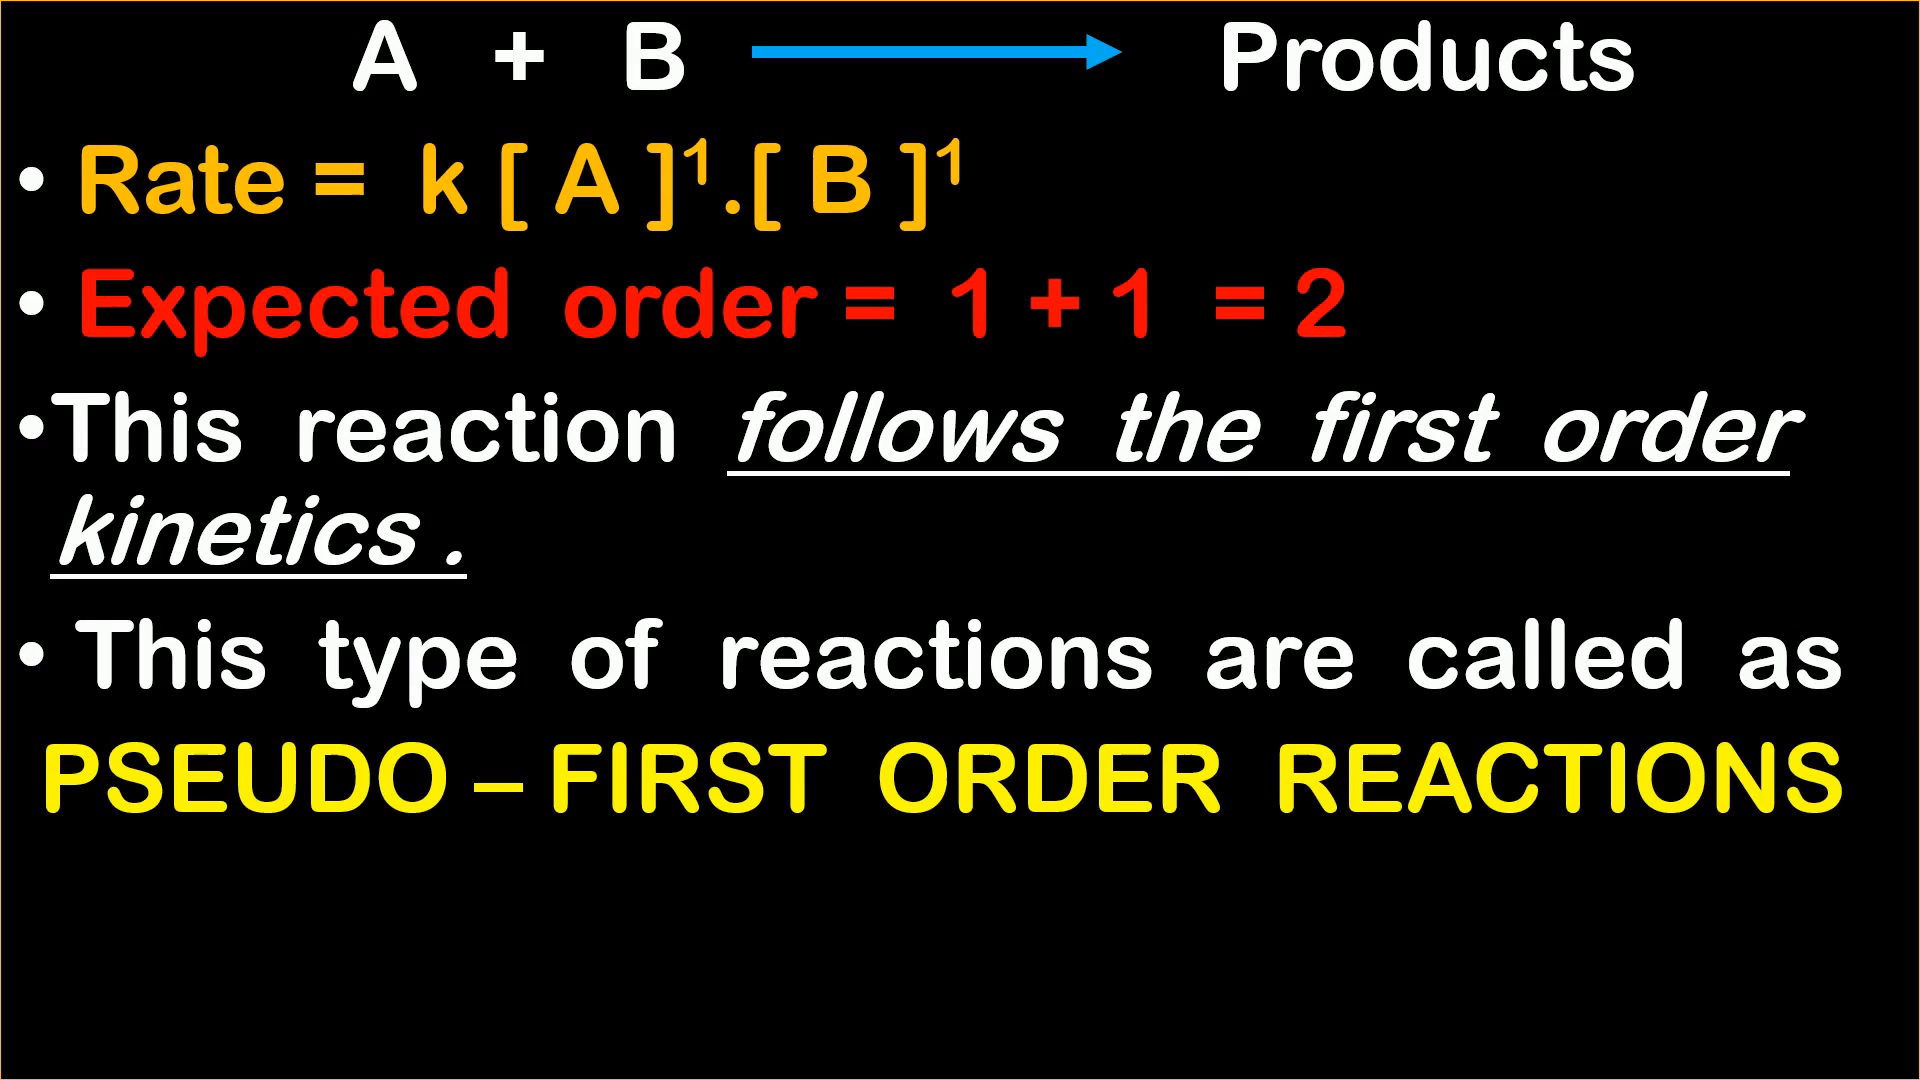 A + B → Products
• Rate = k [ A ]¹.[ B ]¹
• Expected order = 1 + 1 = 2
•This reaction follows the first order
kinetics .
• This type of reactions are called as
PSEUDO – FIRST ORDER REACTIONS